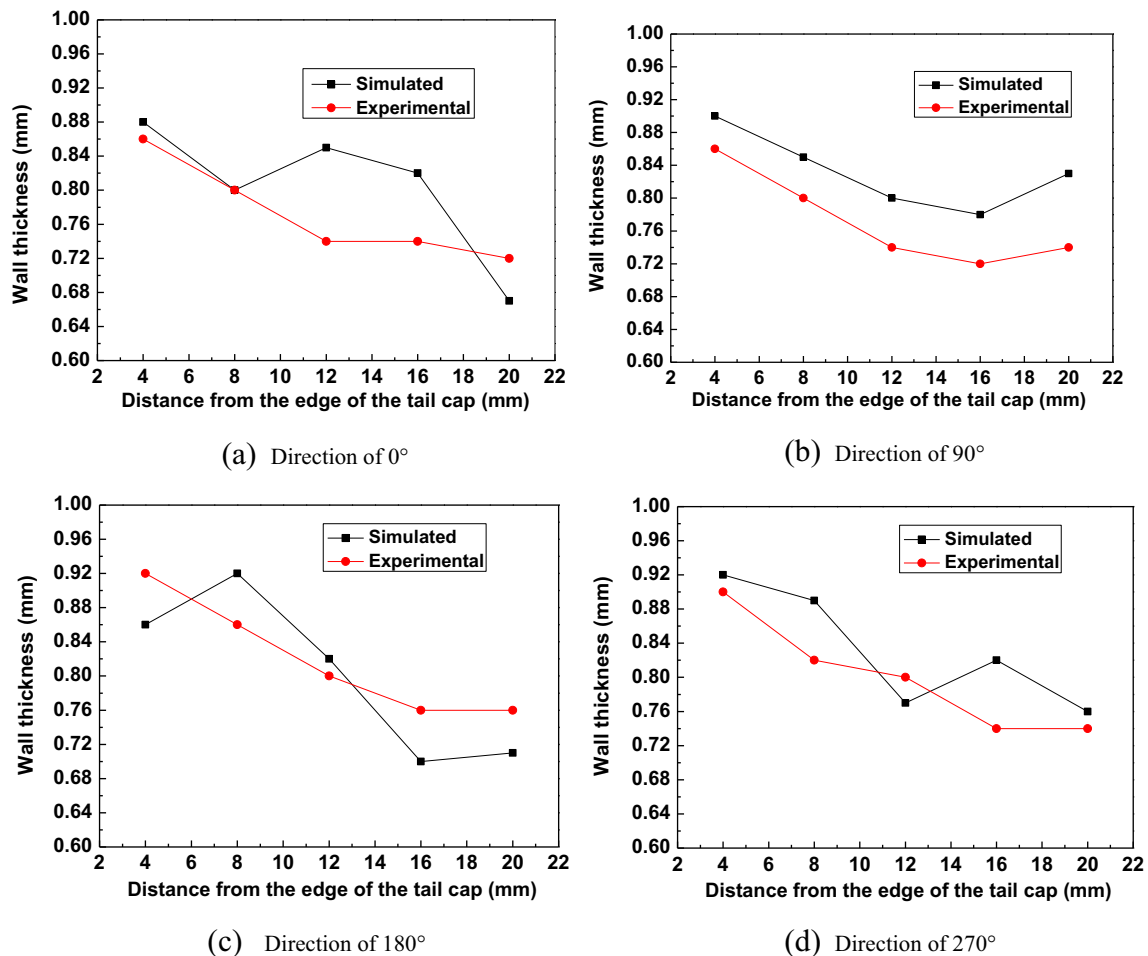 1.00
0.96
0.92
0.88
0.84
0.80
0.76
0.72
0.68
0.64
0.60
Wall thickness (mm)
Simulated
Experimental
2 4 6 8 10 12 14 16 18 20 22
Distance from the edge of the tail cap (mm)
(a) Direction of 0°
1.00
0.96
0.92
0.88
0.84
0.80
0.76
0.72
0.68
0.64
0.60
Wall thickness (mm)
Simulated
Experimental
2 4 6 8 10 12 14 16 18 20 22
Distance from the edge of the tail cap (mm)
(b) Direction of 90°
1.00
0.96
0.92
0.88
0.84
0.80
0.76
0.72
0.68
0.64
0.60
Wall thickness (mm)
Simulated
Experimental
2 4 6 8 10 12 14 16 18 20 22
Distance from the edge of the tail cap (mm)
(c) Direction of 180°
1.00
0.96
0.92
0.88
0.84
0.80
0.76
0.72
0.68
0.64
0.60
Wall thickness (mm)
Simulated
Experimental
2 4 6 8 10 12 14 16 18 20 22
Distance from the edge of the tail cap (mm)
(d) Direction of 270°